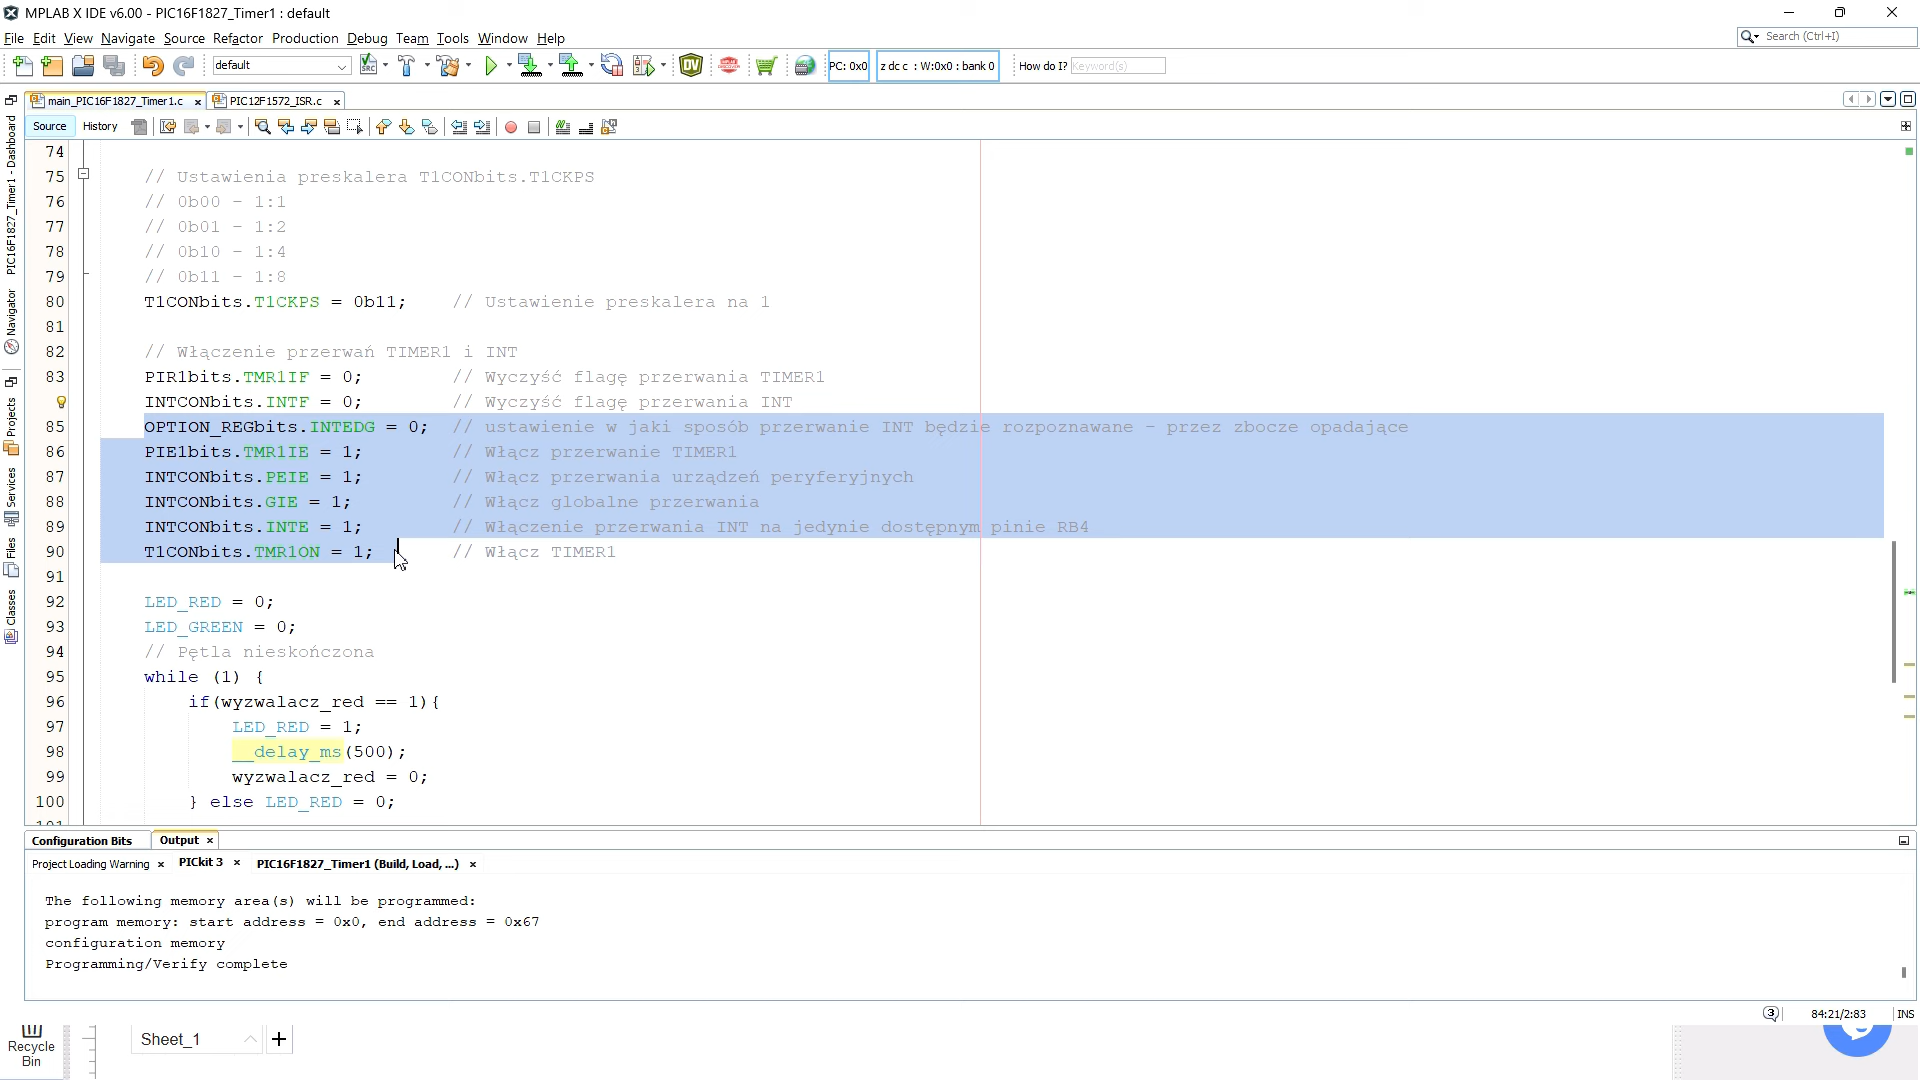 MPLAB X IDE v6.00 - PIC16F1827_Timer1 : default
File Edit View Navigate Source Refactor Production Debug Team Tools Window Help
Search (Ctrl+I)
default
PC: 0x0
z dc c : W:0x0 : bank 0
How do I? Keyword(s)
main_PIC16F1827_Timer1.c
PIC12F1572_ISR.c
Source History
74
75 // Ustawienia preskalera T1CONbits.T1CKPS
76 // 0b00 - 1:1
77 // 0b01 - 1:2
78 // 0b10 - 1:4
79 // 0b11 - 1:8
80 T1CONbits.T1CKPS = 0b11; // Ustawienie preskalera na 1
81
82 // Włączenie przerwań TIMER1 i INT
83 PIR1bits.TMR1IF = 0; // Wyczyść flagę przerwania TIMER1
INTCONbits.INTF = 0; // Wyczyść flagę przerwania INT
85 OPTION_REGbits.INTEDG = 0; // ustawienie w jaki sposób przerwanie INT będzie rozpoznawane - przez zbocze opadające
86 PIE1bits.TMR1IE = 1; // Włącz przerwanie TIMER1
87 INTCONbits.PEIE = 1; // Włącz przerwania urządzeń peryferyjnych
88 INTCONbits.GIE = 1; // Włącz globalne przerwania
89 INTCONbits.INTE = 1; // Włączenie przerwania INT na jedynie dostępnym pinie RB4
90 T1CONbits.TMR1ON = 1; // Włącz TIMER1
91
92 LED_RED = 0;
93 LED_GREEN = 0;
94 // Pętla nieskończona
95 while (1) {
96 if(wyzwalacz_red == 1){
97 LED_RED = 1;
98 __delay_ms(500);
99 wyzwalacz_red = 0;
100 } else LED_RED = 0;
PIC16F1827_Timer1 - Dashboard
Navigator
Projects
Services
Files
Classes
Configuration Bits
Output
Project Loading Warning
PICkit 3
PIC16F1827_Timer1 (Build, Load, ...)
The following memory area(s) will be programmed:
program memory: start address = 0x0, end address = 0x67
configuration memory
Programming/Verify complete
3
84:21/2:83
INS
Recycle
Bin
Sheet_1